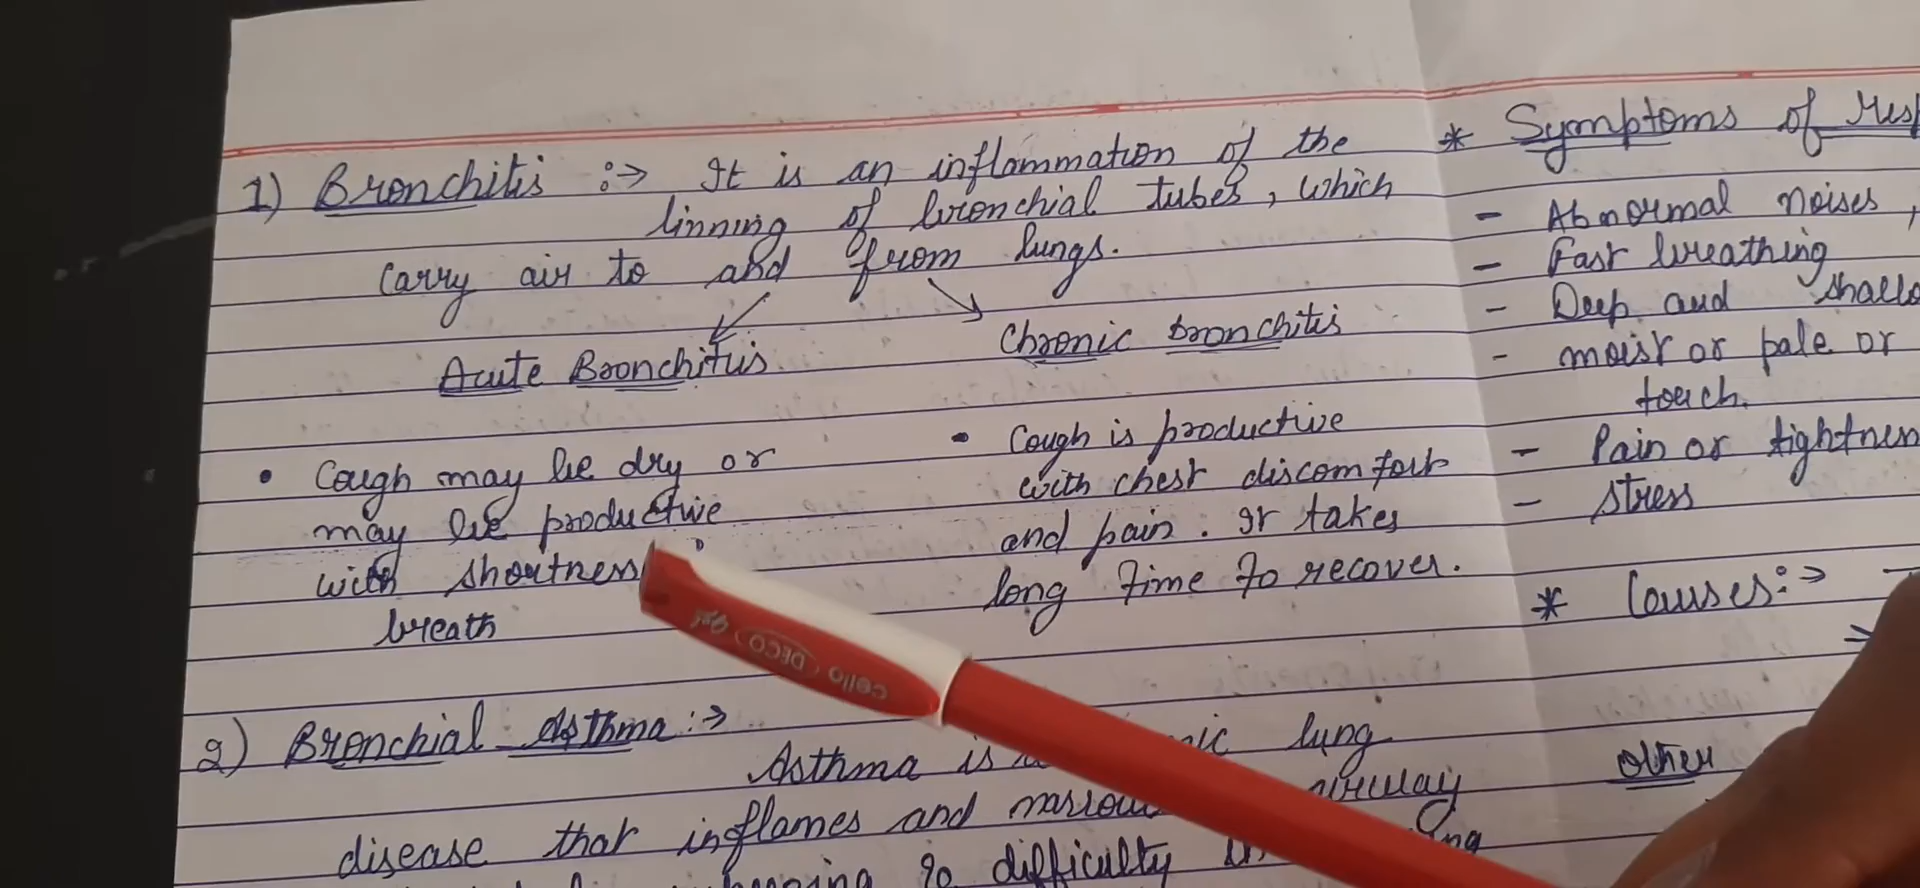 1) Bronchitis :→ It is an inflammation of the
linning of bronchial tubes, which
carry air to and from lungs.
Acute Bronchitis
Chronic Bronchitis
• Cough may be dry or
may be productive
with shortness
breath
• Cough is productive
with chest discomfort
and pain. It takes
long time to recover.
2) Bronchial Asthma :→
Asthma is lung
disease that inflames and airway
difficulty
* Symptoms of
- Abnormal noises,
- Fast breathing
- Deep and
- moist or pale or
touch.
- Pain or
- stress
* Causes :→
other
cello DECO gel